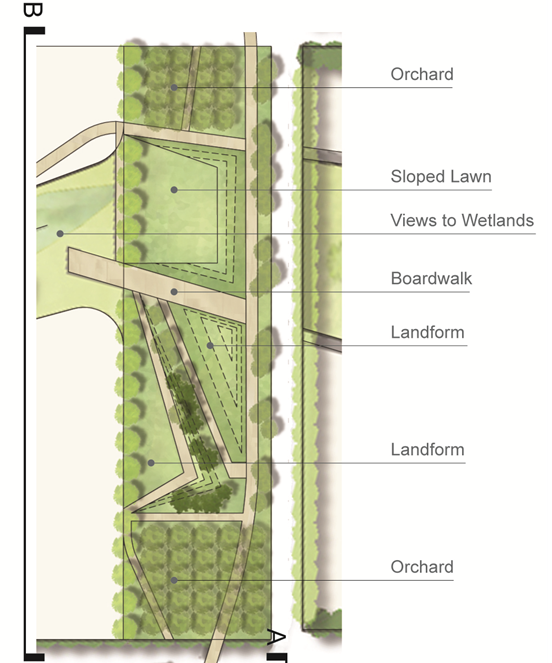 B
Orchard
Sloped Lawn
Views to Wetlands
Boardwalk
Landform
Landform
Orchard
A